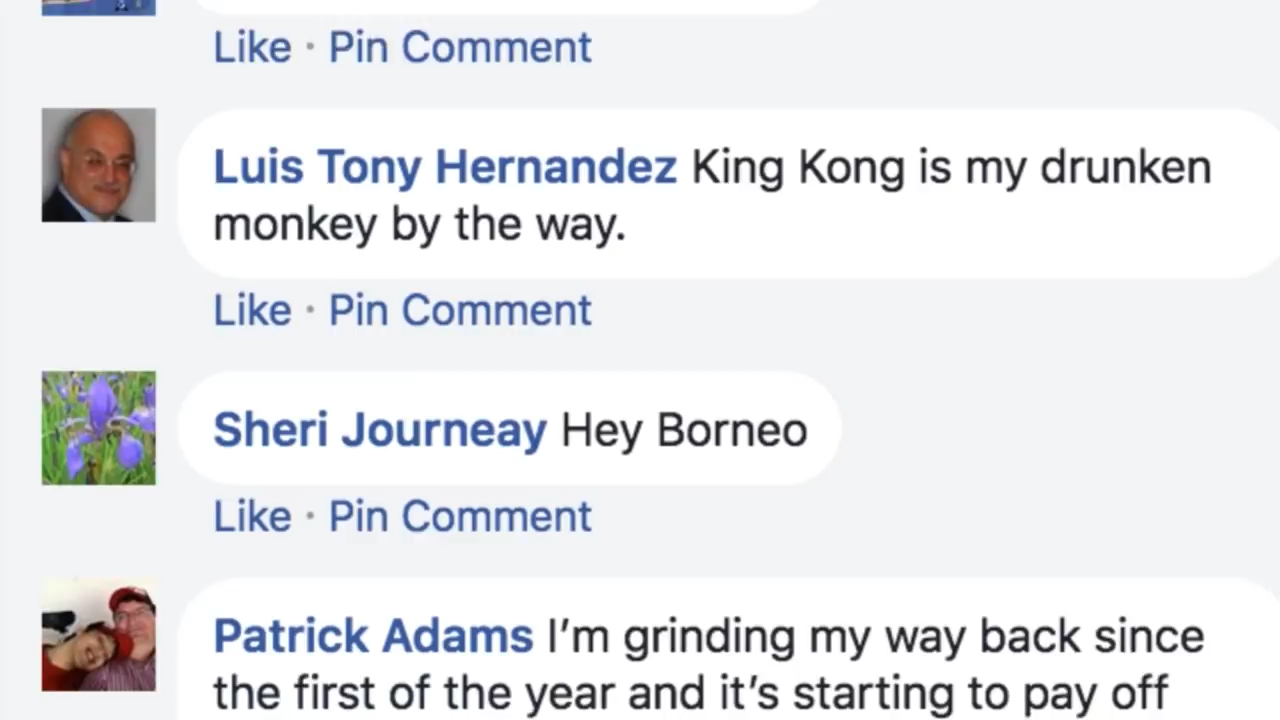 Like · Pin Comment
Luis Tony Hernandez King Kong is my drunken
monkey by the way.
Like · Pin Comment
Sheri Journeay Hey Borneo
Like · Pin Comment
Patrick Adams I'm grinding my way back since
the first of the year and it's starting to pay off